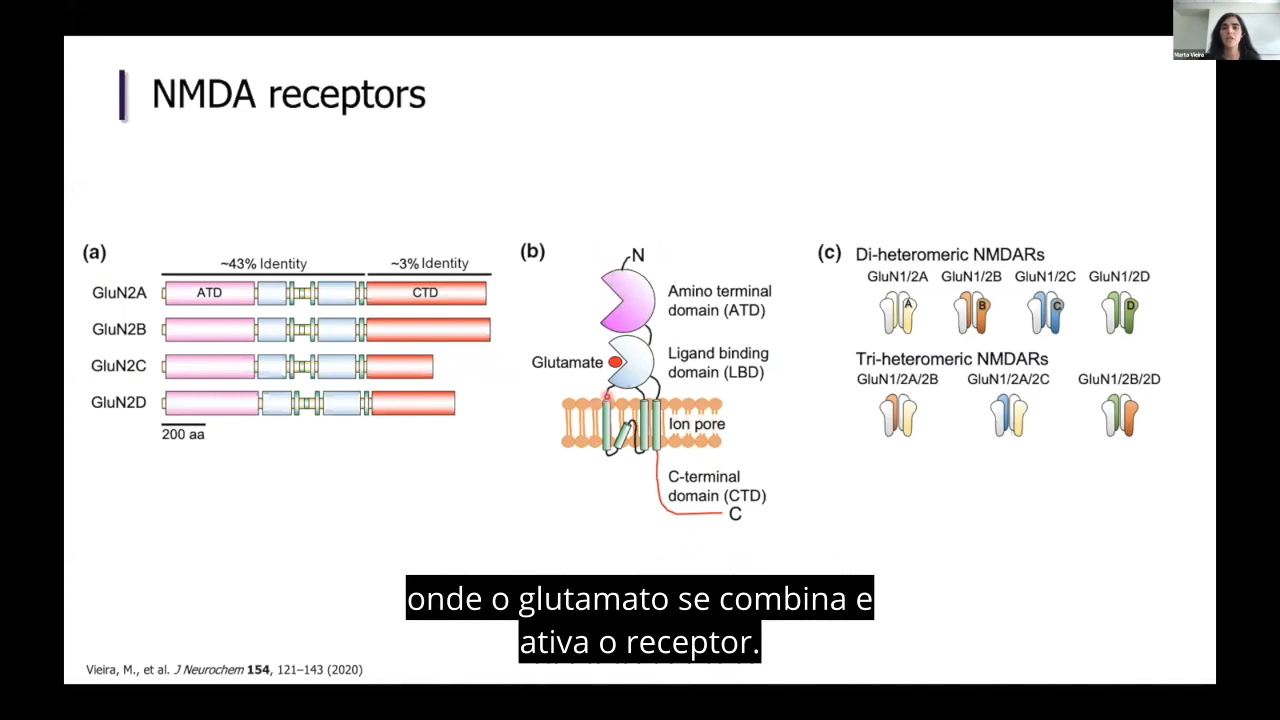 Marta Vieira
NMDA receptors
(a)
~43% Identity
~3% Identity
GluN2A
ATD
CTD
GluN2B
GluN2C
GluN2D
200 aa
(b)
N
Amino terminal
domain (ATD)
Glutamate
Ligand binding
domain (LBD)
Ion pore
C-terminal
domain (CTD)
C
(c)
Di-heteromeric NMDARs
GluN1/2A GluN1/2B GluN1/2C GluN1/2D
A B C D
Tri-heteromeric NMDARs
GluN1/2A/2B GluN1/2A/2C GluN1/2B/2D
onde o glutamato se combina e
ativa o receptor.
Vieira, M., et al. J Neurochem 154, 121–143 (2020)